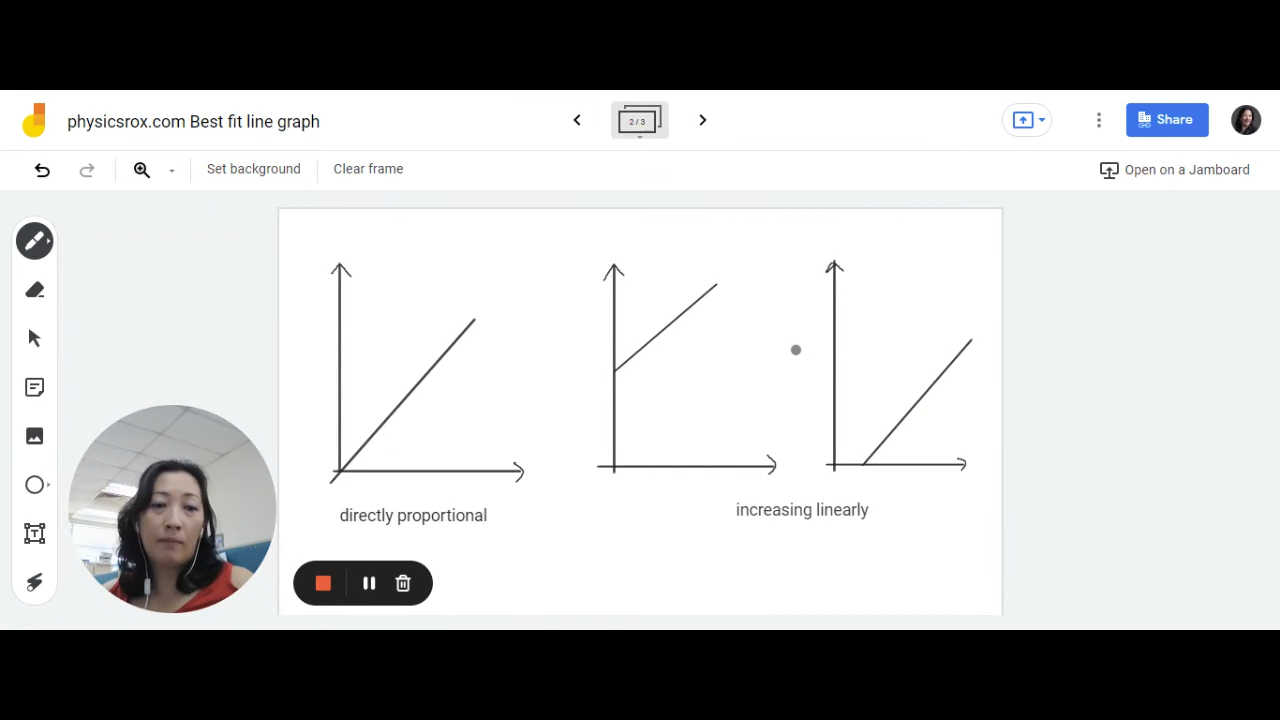 physicsrox.com Best fit line graph
2 / 3
Share
Set background
Clear frame
Open on a Jamboard
directly proportional
increasing linearly